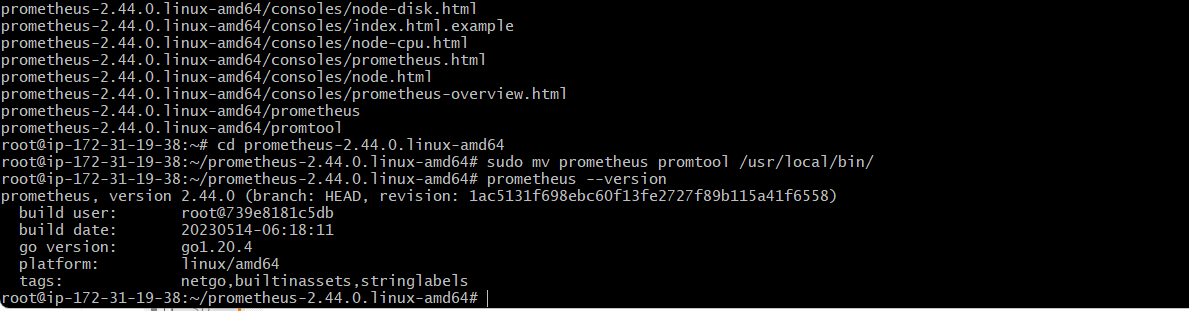 prometheus-2.44.0.linux-amd64/consoles/node-disk.html
prometheus-2.44.0.linux-amd64/consoles/index.html.example
prometheus-2.44.0.linux-amd64/consoles/node-cpu.html
prometheus-2.44.0.linux-amd64/consoles/prometheus.html
prometheus-2.44.0.linux-amd64/consoles/node.html
prometheus-2.44.0.linux-amd64/consoles/prometheus-overview.html
prometheus-2.44.0.linux-amd64/prometheus
prometheus-2.44.0.linux-amd64/promtool
root@ip-172-31-19-38:~# cd prometheus-2.44.0.linux-amd64
root@ip-172-31-19-38:~/prometheus-2.44.0.linux-amd64# sudo mv prometheus promtool /usr/local/bin/
root@ip-172-31-19-38:~/prometheus-2.44.0.linux-amd64# prometheus --version
prometheus, version 2.44.0 (branch: HEAD, revision: 1ac5131f698ebc60f13fe2727f89b115a41f6558)
  build user:       root@739e8181c5db
  build date:       20230514-06:18:11
  go version:       go1.20.4
  platform:         linux/amd64
  tags:             netgo,builtinassets,stringlabels
root@ip-172-31-19-38:~/prometheus-2.44.0.linux-amd64#